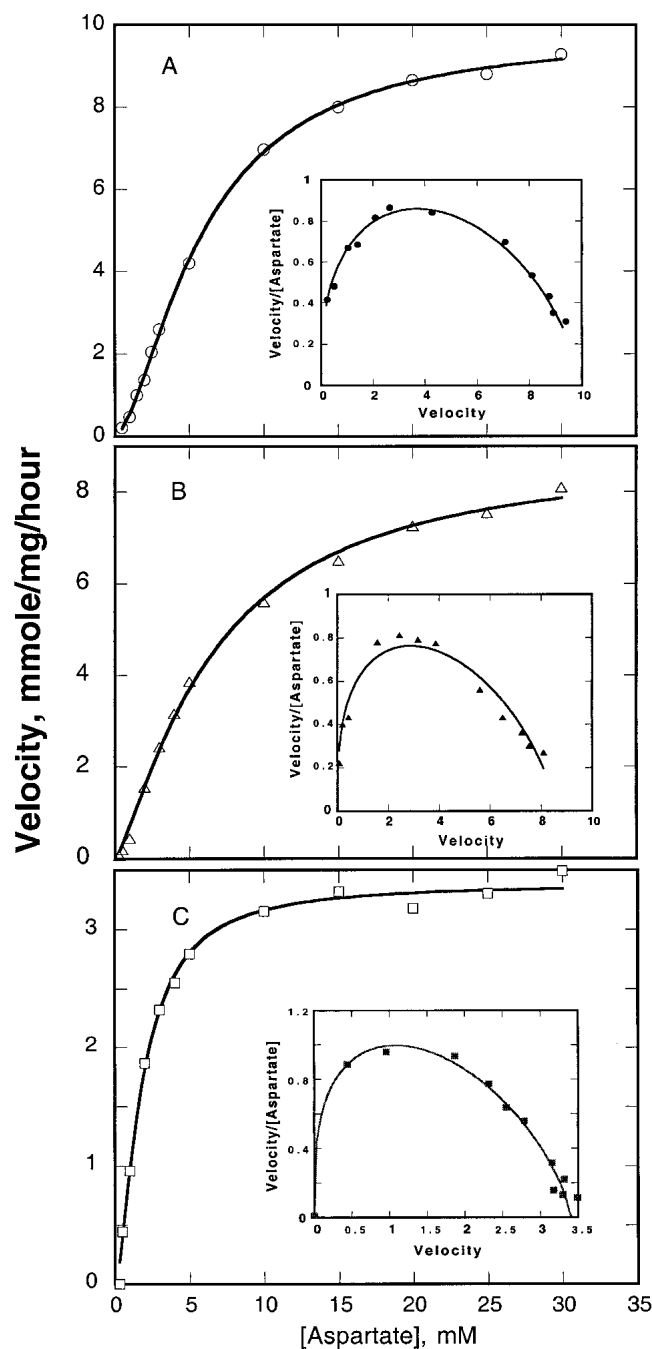 Velocity, mmole/mg/hour
A
10
8
6
4
2
0
Velocity/[Aspartate]
1
0.8
0.6
0.4
0.2
0
0 2 4 6 8 10
Velocity
B
8
6
4
2
0
Velocity/[Aspartate]
1
0.8
0.6
0.4
0.2
0
0 2 4 6 8 10
Velocity
C
3
2
1
0
Velocity/[Aspartate]
1.2
0.8
0.4
0
0 0.5 1 1.5 2 2.5 3 3.5
Velocity
0 5 10 15 20 25 30 35
[Aspartate], mM